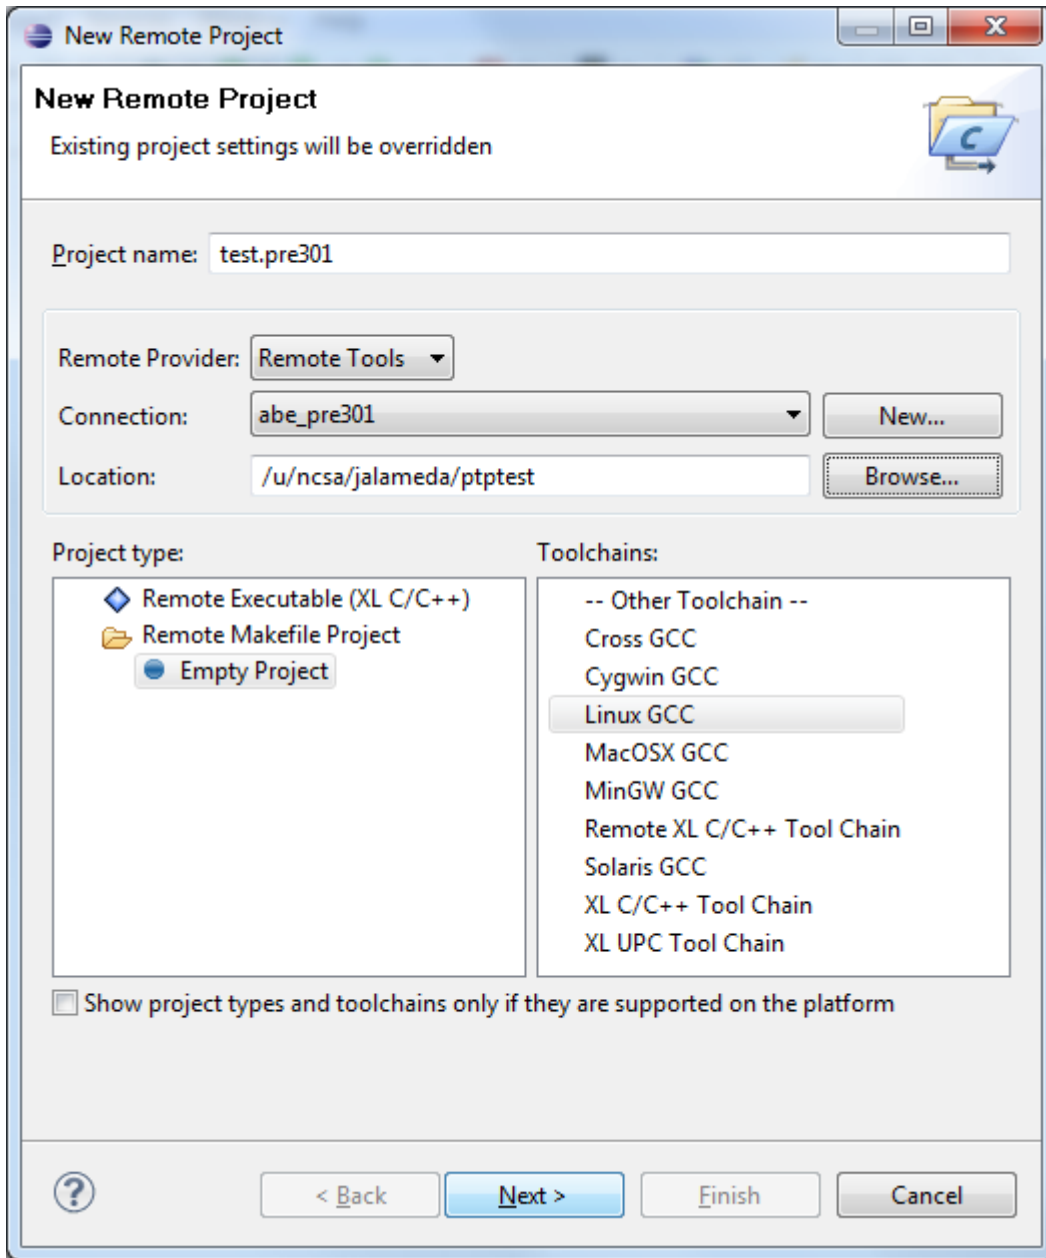 New Remote Project
New Remote Project
Existing project settings will be overridden
C
Project name: test.pre301
Remote Provider: Remote Tools
Connection: abe_pre301 New...
Location: /u/ncsa/jalameda/ptptest Browse...
Project type:
Remote Executable (XL C/C++)
Remote Makefile Project
Empty Project
Toolchains:
-- Other Toolchain --
Cross GCC
Cygwin GCC
Linux GCC
MacOSX GCC
MinGW GCC
Remote XL C/C++ Tool Chain
Solaris GCC
XL C/C++ Tool Chain
XL UPC Tool Chain
Show project types and toolchains only if they are supported on the platform
? < Back Next > Finish Cancel